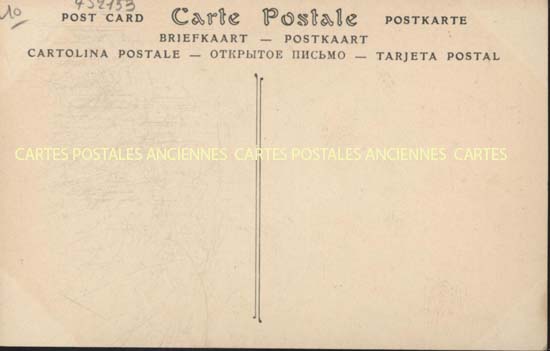 10 452153
POST CARD Carte Postale POSTKARTE
BRIEFKAART — POSTKAART
CARTOLINA POSTALE — ОТКРЫТОЕ ПИСЬМО — TARJETA POSTAL
CARTES POSTALES ANCIENNES CARTES POSTALES ANCIENNES CARTES